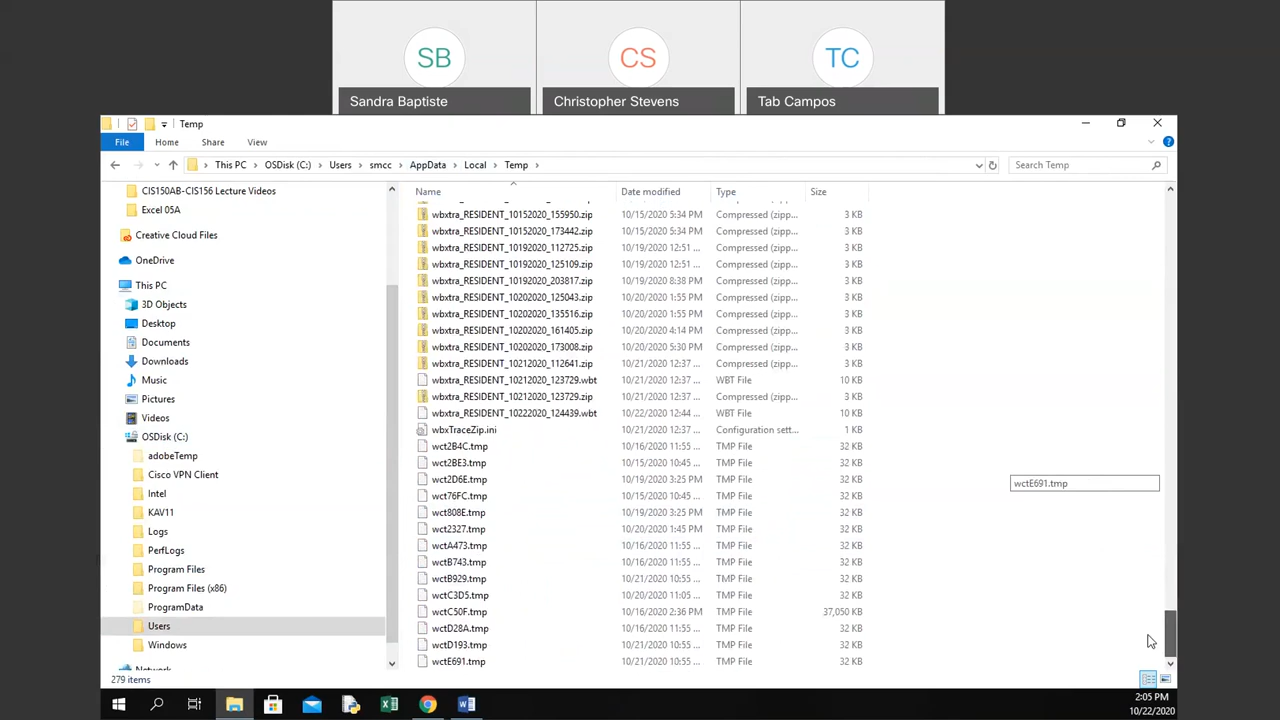 SB CS TC
Sandra Baptiste Christopher Stevens Tab Campos
Temp
File Home Share View
This PC OSDisk (C:) Users smcc AppData Local Temp Search Temp
CIS150AB-CIS156 Lecture Videos
Excel 05A
Creative Cloud Files
OneDrive
This PC
3D Objects
Desktop
Documents
Downloads
Music
Pictures
Videos
OSDisk (C:)
adobeTemp
Cisco VPN Client
Intel
KAV11
Logs
PerfLogs
Program Files
Program Files (x86)
ProgramData
Users
Windows
Network
Name Date modified Type Size
wbxtra_RESIDENT_10152020_155950.zip 10/15/2020 5:34 PM Compressed (zipp... 3 KB
wbxtra_RESIDENT_10152020_173442.zip 10/15/2020 5:34 PM Compressed (zipp... 3 KB
wbxtra_RESIDENT_10192020_112725.zip 10/19/2020 12:51 ... Compressed (zipp... 3 KB
wbxtra_RESIDENT_10192020_125109.zip 10/19/2020 12:51 ... Compressed (zipp... 3 KB
wbxtra_RESIDENT_10192020_203817.zip 10/19/2020 8:38 PM Compressed (zipp... 3 KB
wbxtra_RESIDENT_10202020_125043.zip 10/20/2020 1:55 PM Compressed (zipp... 3 KB
wbxtra_RESIDENT_10202020_135516.zip 10/20/2020 1:55 PM Compressed (zipp... 3 KB
wbxtra_RESIDENT_10202020_161405.zip 10/20/2020 4:14 PM Compressed (zipp... 3 KB
wbxtra_RESIDENT_10202020_173008.zip 10/20/2020 5:30 PM Compressed (zipp... 3 KB
wbxtra_RESIDENT_10212020_112641.zip 10/21/2020 12:37 ... Compressed (zipp... 3 KB
wbxtra_RESIDENT_10212020_123729.wbt 10/21/2020 12:37 ... WBT File 10 KB
wbxtra_RESIDENT_10212020_123729.zip 10/21/2020 12:37 ... Compressed (zipp... 3 KB
wbxtra_RESIDENT_10222020_124439.wbt 10/22/2020 12:44 ... WBT File 10 KB
wbxTraceZip.ini 10/21/2020 12:37 ... Configuration sett... 1 KB
wct2B4C.tmp 10/16/2020 11:55 ... TMP File 32 KB
wct2BE3.tmp 10/15/2020 10:45 ... TMP File 32 KB
wct2D6E.tmp 10/19/2020 3:25 PM TMP File 32 KB
wct76FC.tmp 10/15/2020 10:45 ... TMP File 32 KB
wct808E.tmp 10/19/2020 3:25 PM TMP File 32 KB
wct2327.tmp 10/20/2020 1:45 PM TMP File 32 KB
wctA473.tmp 10/16/2020 11:55 ... TMP File 32 KB
wctB743.tmp 10/16/2020 11:55 ... TMP File 32 KB
wctB929.tmp 10/21/2020 10:55 ... TMP File 32 KB
wctC3D5.tmp 10/20/2020 11:05 ... TMP File 32 KB
wctC50F.tmp 10/16/2020 2:36 PM TMP File 37,050 KB
wctD28A.tmp 10/16/2020 11:55 ... TMP File 32 KB
wctD193.tmp 10/21/2020 10:55 ... TMP File 32 KB
wctE691.tmp 10/21/2020 10:55 ... TMP File 32 KB
wctE691.tmp
279 items
2:05 PM
10/22/2020